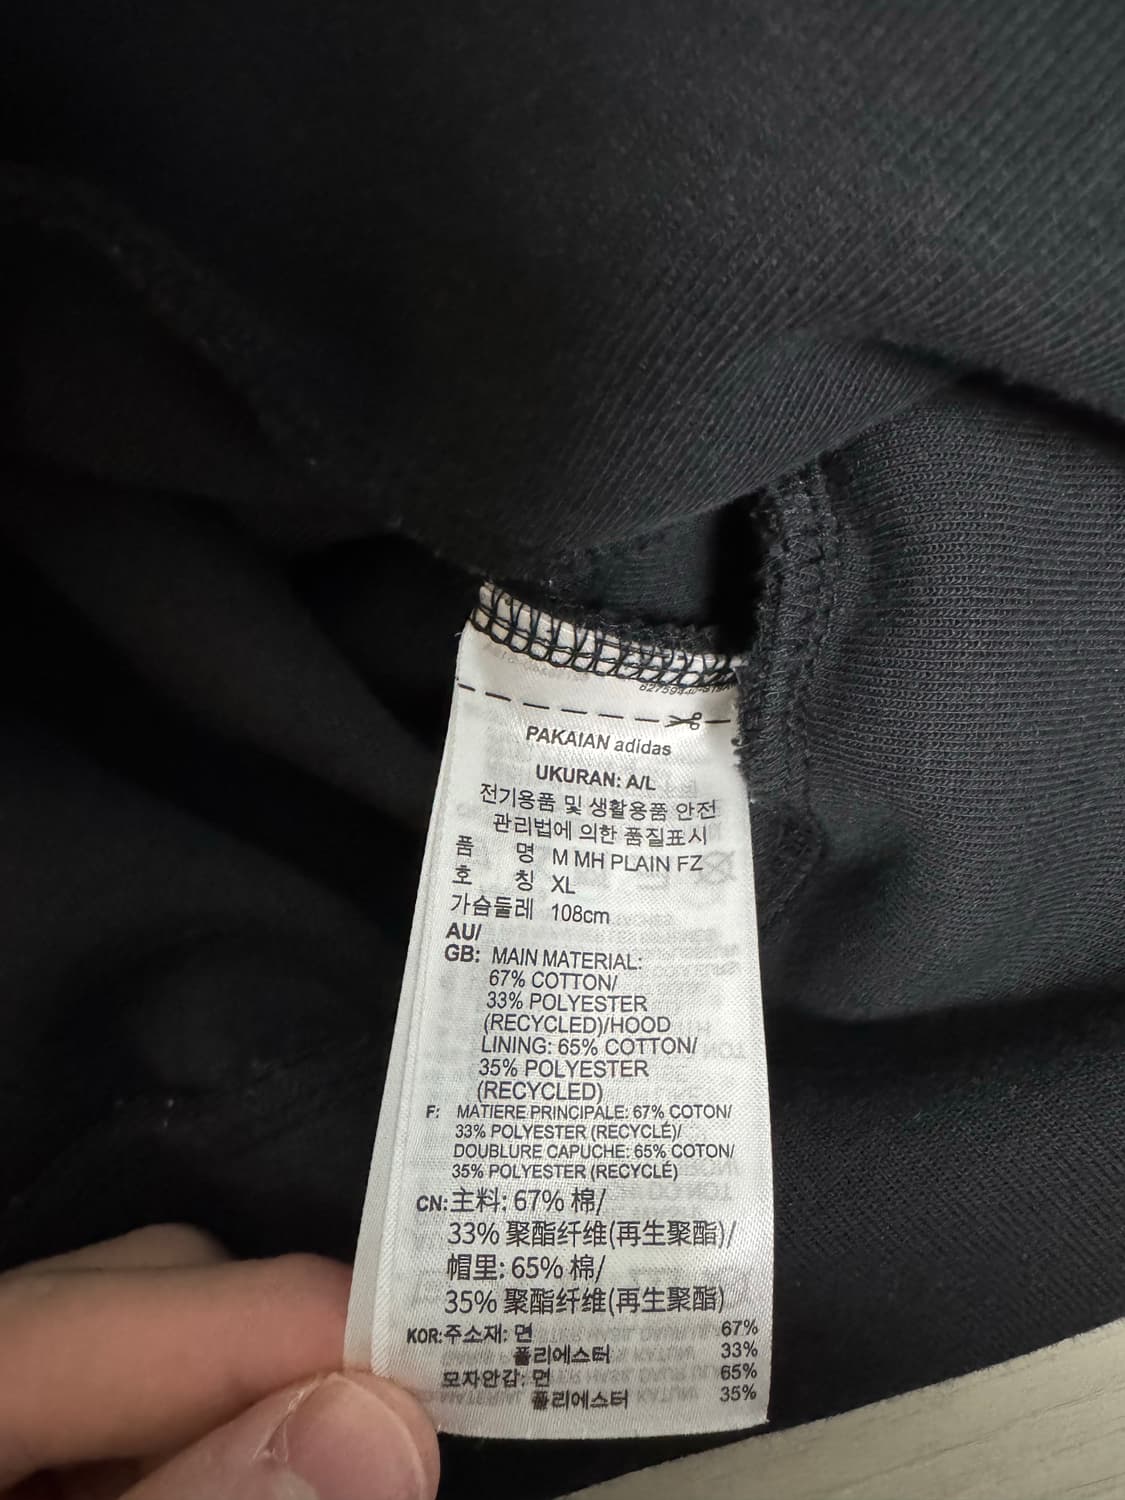 PAKAIAN adidas
UKURAN: A/L
전기용품 및 생활용품 안전
관리법에 의한 품질표시
품 명 M MH PLAIN FZ
호 칭 XL
가슴둘레 108cm
AU/
GB: MAIN MATERIAL:
67% COTTON/
33% POLYESTER
(RECYCLED)/HOOD
LINING: 65% COTTON/
35% POLYESTER
(RECYCLED)
F: MATIERE PRINCIPALE: 67% COTON/
33% POLYESTER (RECYCLÉ)/
DOUBLURE CAPUCHE: 65% COTON/
35% POLYESTER (RECYCLÉ)
CN: 主料: 67% 棉/
33% 聚酯纤维(再生聚酯)/
帽里: 65% 棉/
35% 聚酯纤维(再生聚酯)
KOR: 주소재: 면 67%
폴리에스터 33%
모자안감: 면 65%
폴리에스터 35%